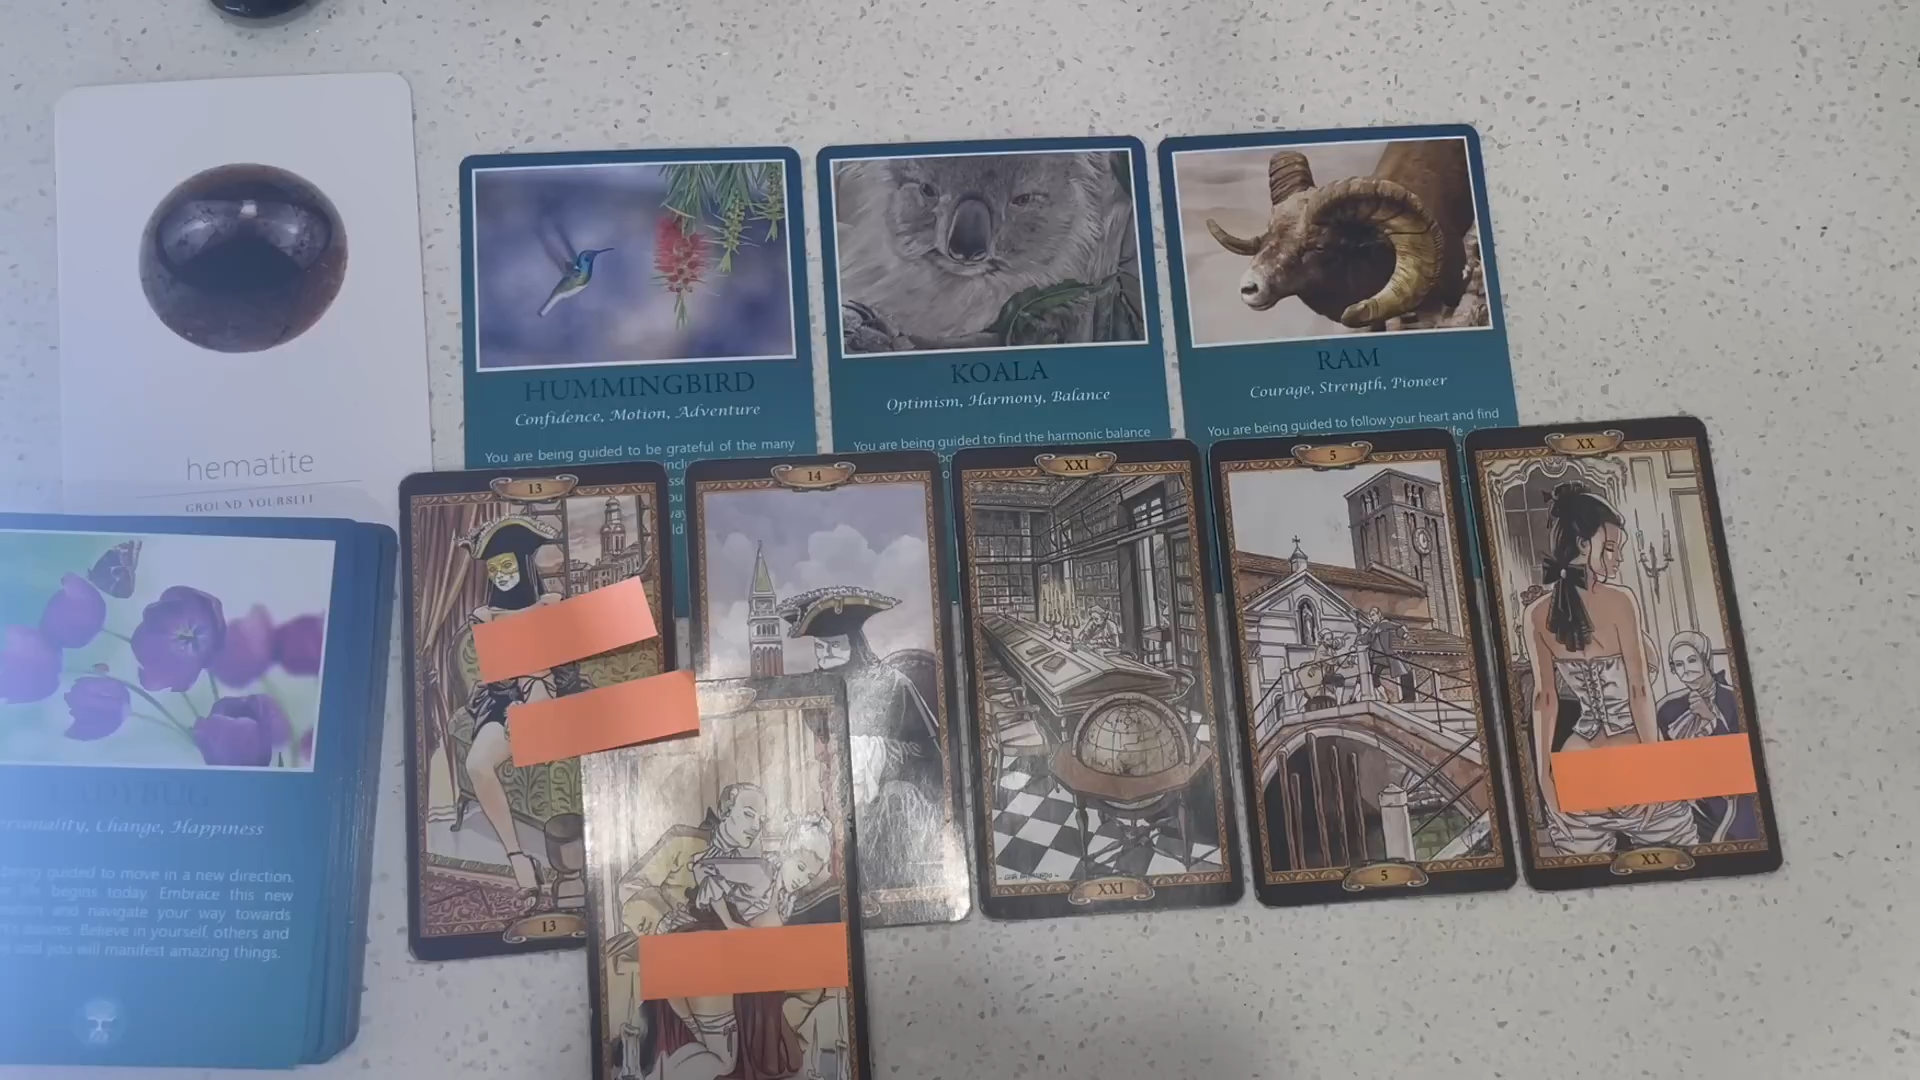 hematite
GROUND YOURSELF
HUMMINGBIRD
Confidence, Motion, Adventure
You are being guided to be grateful of the many
KOALA
Optimism, Harmony, Balance
You are being guided to find the harmonic balance
RAM
Courage, Strength, Pioneer
You are being guided to follow your heart and find
LADYBUG
Change, Happiness
being guided to move in a new direction.
life begins today. Embrace this new
and navigate your way towards
Believe in yourself, others and
and you will manifest amazing things.
13
13
14
XXI
XXI
5
5
XX
XX